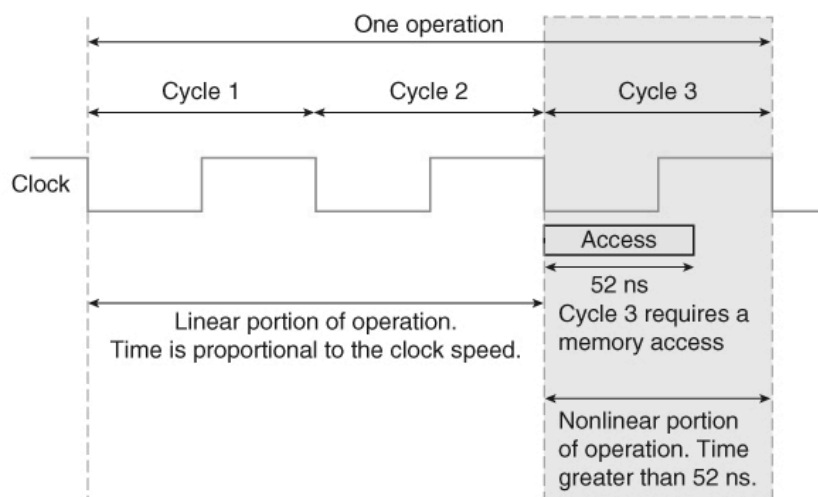 One operation
Cycle 1
Cycle 2
Cycle 3
Clock
Access
52 ns
Cycle 3 requires a
memory access
Linear portion of operation.
Time is proportional to the clock speed.
Nonlinear portion
of operation. Time
greater than 52 ns.